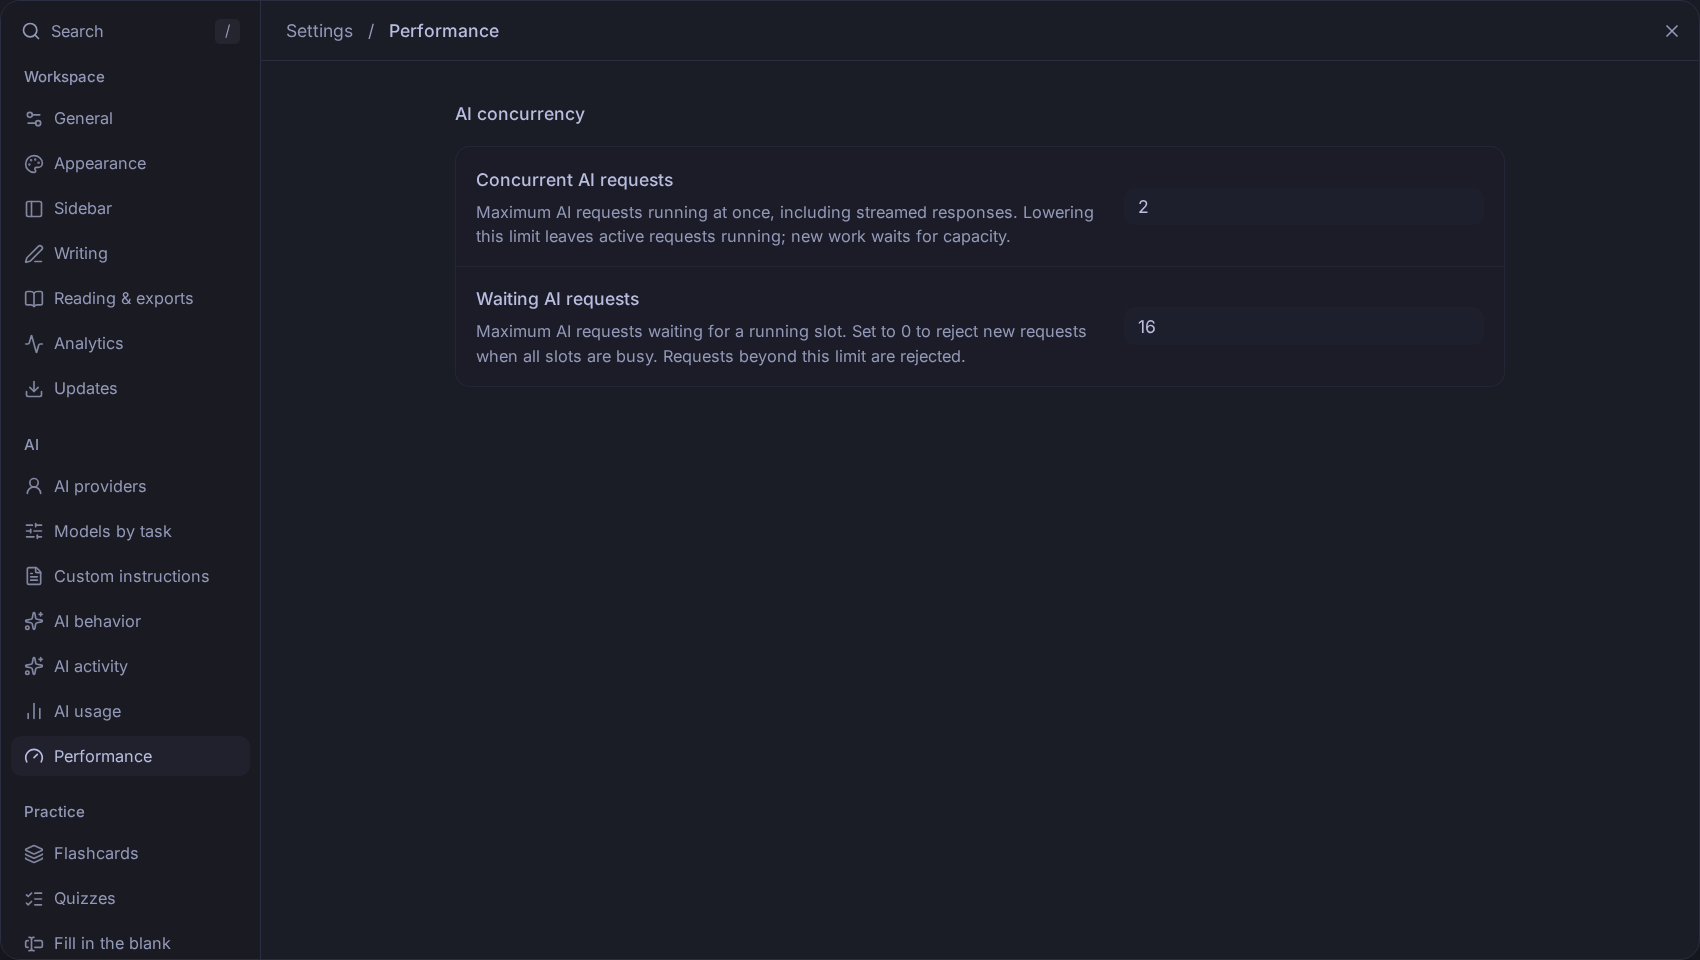 Search /
Workspace
General
Appearance
Sidebar
Writing
Reading & exports
Analytics
Updates
AI
AI providers
Models by task
Custom instructions
AI behavior
AI activity
AI usage
Performance
Practice
Flashcards
Quizzes
Fill in the blank
Settings / Performance
AI concurrency
Concurrent AI requests
Maximum AI requests running at once, including streamed responses. Lowering
this limit leaves active requests running; new work waits for capacity.
2
Waiting AI requests
Maximum AI requests waiting for a running slot. Set to 0 to reject new requests
when all slots are busy. Requests beyond this limit are rejected.
16